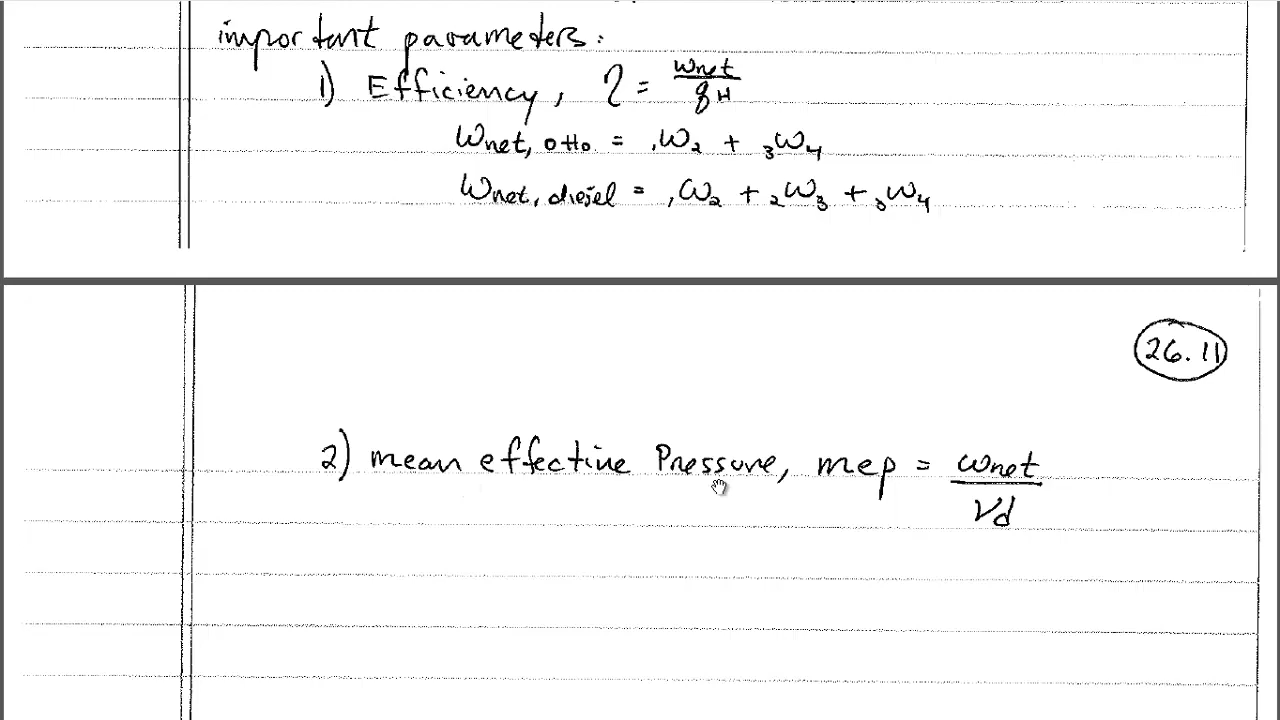 important parameters:
1) Efficiency, η = wnet / qH
wnet, otto = ₁w₂ + ₃w₄
wnet, diesel = ₁w₂ + ₂w₃ + ₃w₄
26.11
2) mean effective Pressure, mep = wnet / νd